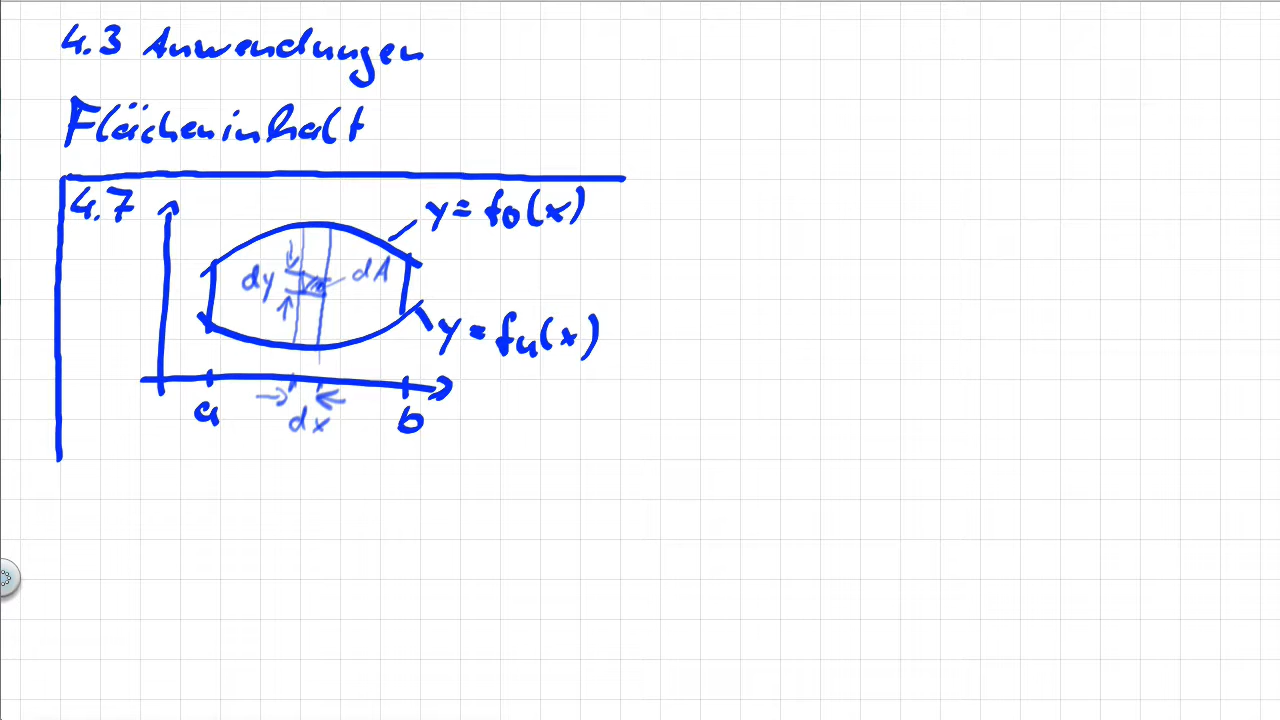 4.3 Anwendungen
Flächeninhalt
4.7
y = fo(x)
dy
dA
y = fu(x)
a
dx
b